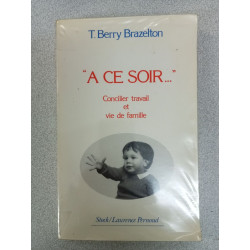 T. Berry Brazelton
"A CE SOIR..."
Concilier travail
et
vie de famille
Stock/Laurence Pernoud